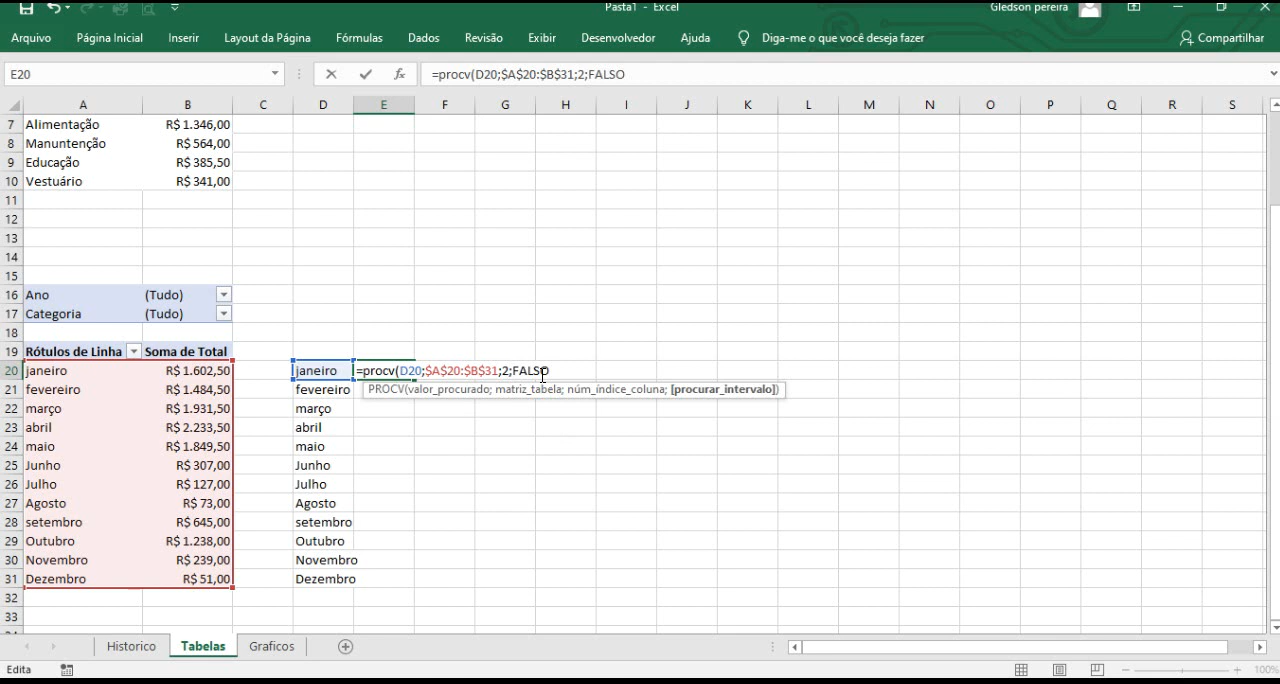 Pasta1 - Excel
Gledson pereira
Arquivo Página Inicial Inserir Layout da Página Fórmulas Dados Revisão Exibir Desenvolvedor Ajuda Diga-me o que você deseja fazer Compartilhar
E20 fx =procv(D20;$A$20:$B$31;2;FALSO
A B C D E F G H I J K L M N O P Q R S
7 Alimentação R$ 1.346,00
8 Manuntenção R$ 564,00
9 Educação R$ 385,50
10 Vestuário R$ 341,00
11
12
13
14
15
16 Ano (Tudo)
17 Categoria (Tudo)
18
19 Rótulos de Linha Soma de Total
20 janeiro R$ 1.602,50 janeiro =procv(D20;$A$20:$B$31;2;FALSO
21 fevereiro R$ 1.484,50 fevereiro PROCV(valor_procurado; matriz_tabela; núm_índice_coluna; [procurar_intervalo])
22 março R$ 1.931,50 março
23 abril R$ 2.233,50 abril
24 maio R$ 1.849,50 maio
25 Junho R$ 307,00 Junho
26 Julho R$ 127,00 Julho
27 Agosto R$ 73,00 Agosto
28 setembro R$ 645,00 setembro
29 Outubro R$ 1.238,00 Outubro
30 Novembro R$ 239,00 Novembro
31 Dezembro R$ 51,00 Dezembro
32
33
Historico Tabelas Graficos
Edita 100%